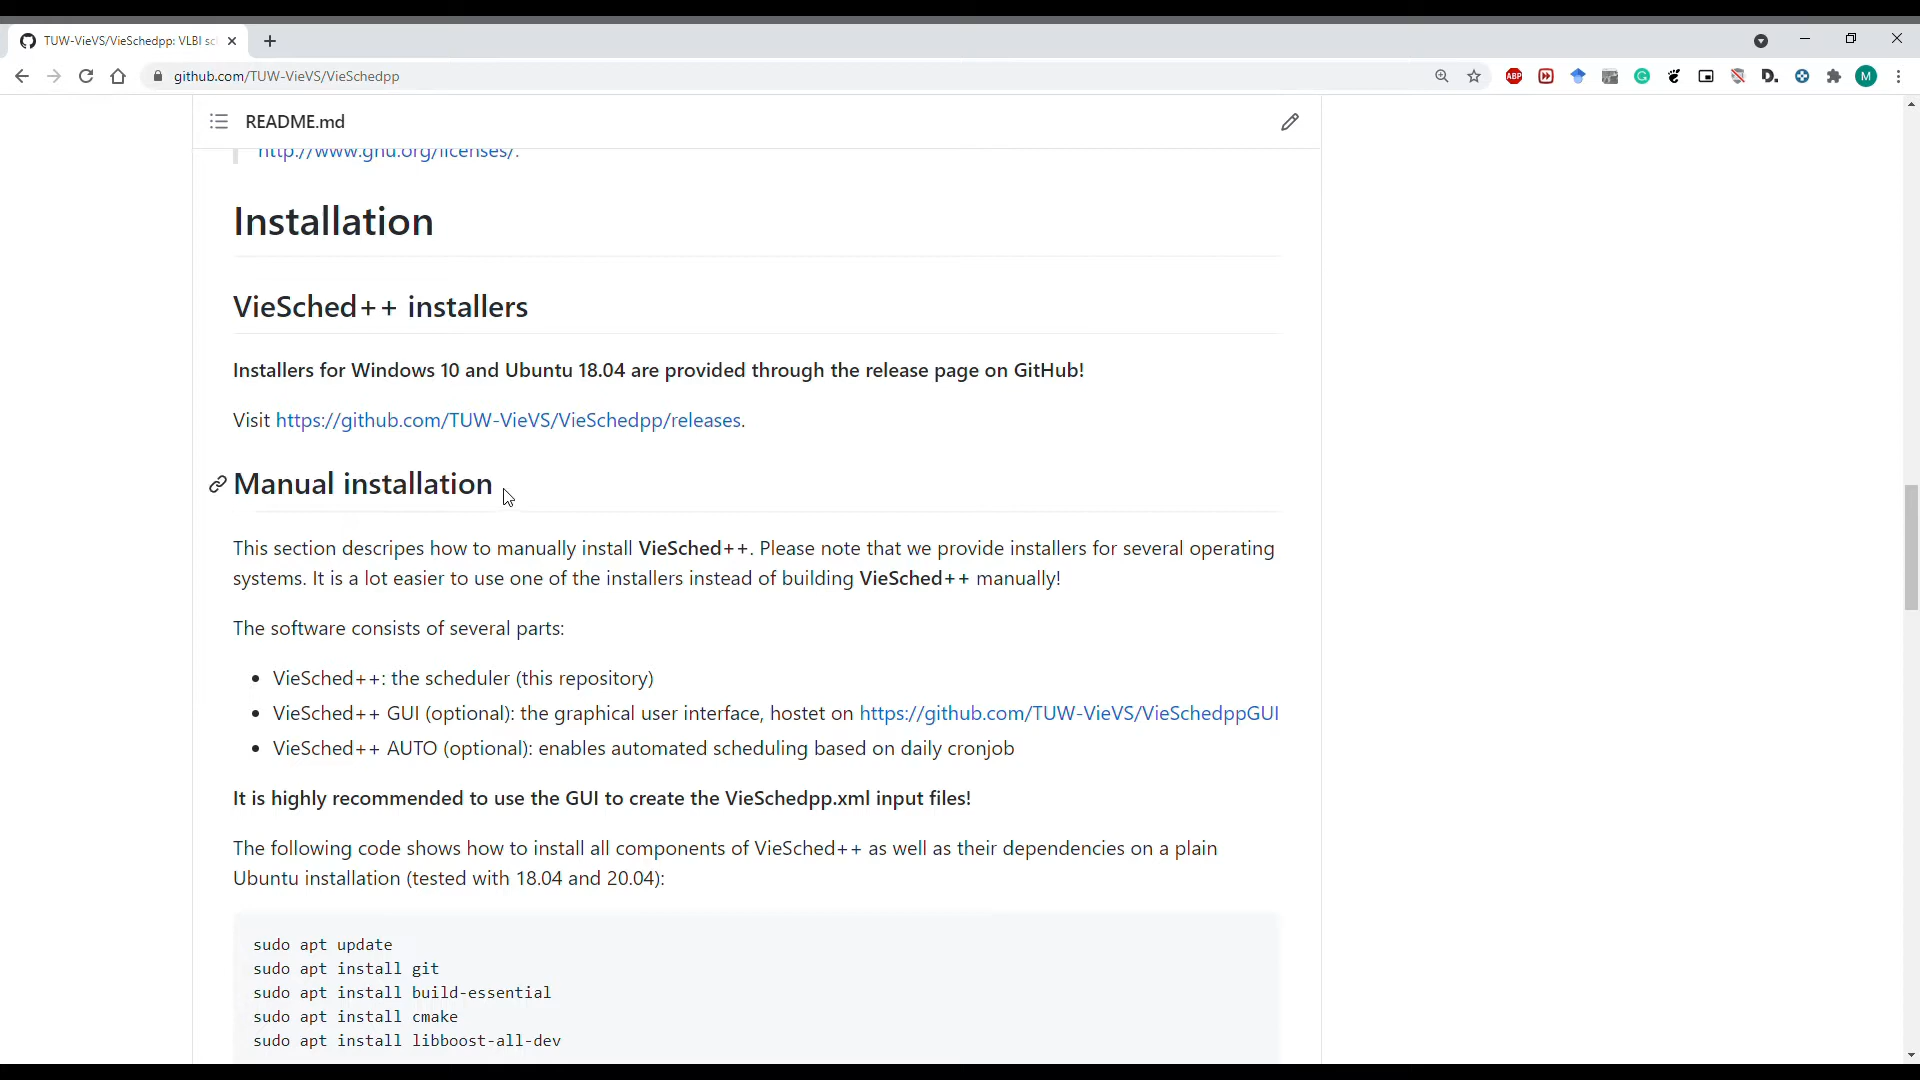 TUW-VieVS/VieSchedpp: VLBI sc
github.com/TUW-VieVS/VieSchedpp
ABP
D.
M
README.md
http://www.gnu.org/licenses/.
Installation
VieSched++ installers
Installers for Windows 10 and Ubuntu 18.04 are provided through the release page on GitHub!
Visit https://github.com/TUW-VieVS/VieSchedpp/releases.
Manual installation
This section descripes how to manually install VieSched++. Please note that we provide installers for several operating
systems. It is a lot easier to use one of the installers instead of building VieSched++ manually!
The software consists of several parts:
VieSched++: the scheduler (this repository)
VieSched++ GUI (optional): the graphical user interface, hostet on https://github.com/TUW-VieVS/VieSchedppGUI
VieSched++ AUTO (optional): enables automated scheduling based on daily cronjob
It is highly recommended to use the GUI to create the VieSchedpp.xml input files!
The following code shows how to install all components of VieSched++ as well as their dependencies on a plain
Ubuntu installation (tested with 18.04 and 20.04):
sudo apt update
sudo apt install git
sudo apt install build-essential
sudo apt install cmake
sudo apt install libboost-all-dev